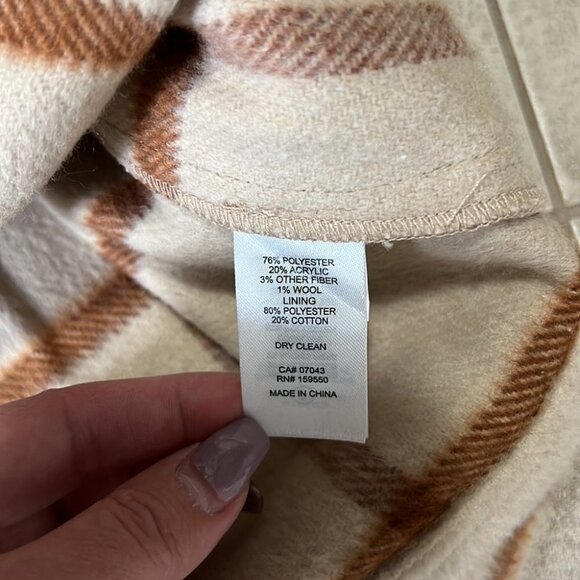 76% POLYESTER
20% ACRYLIC
3% OTHER FIBER
1% WOOL
LINING
80% POLYESTER
20% COTTON
DRY CLEAN
CA# 07043
RN# 159550
MADE IN CHINA